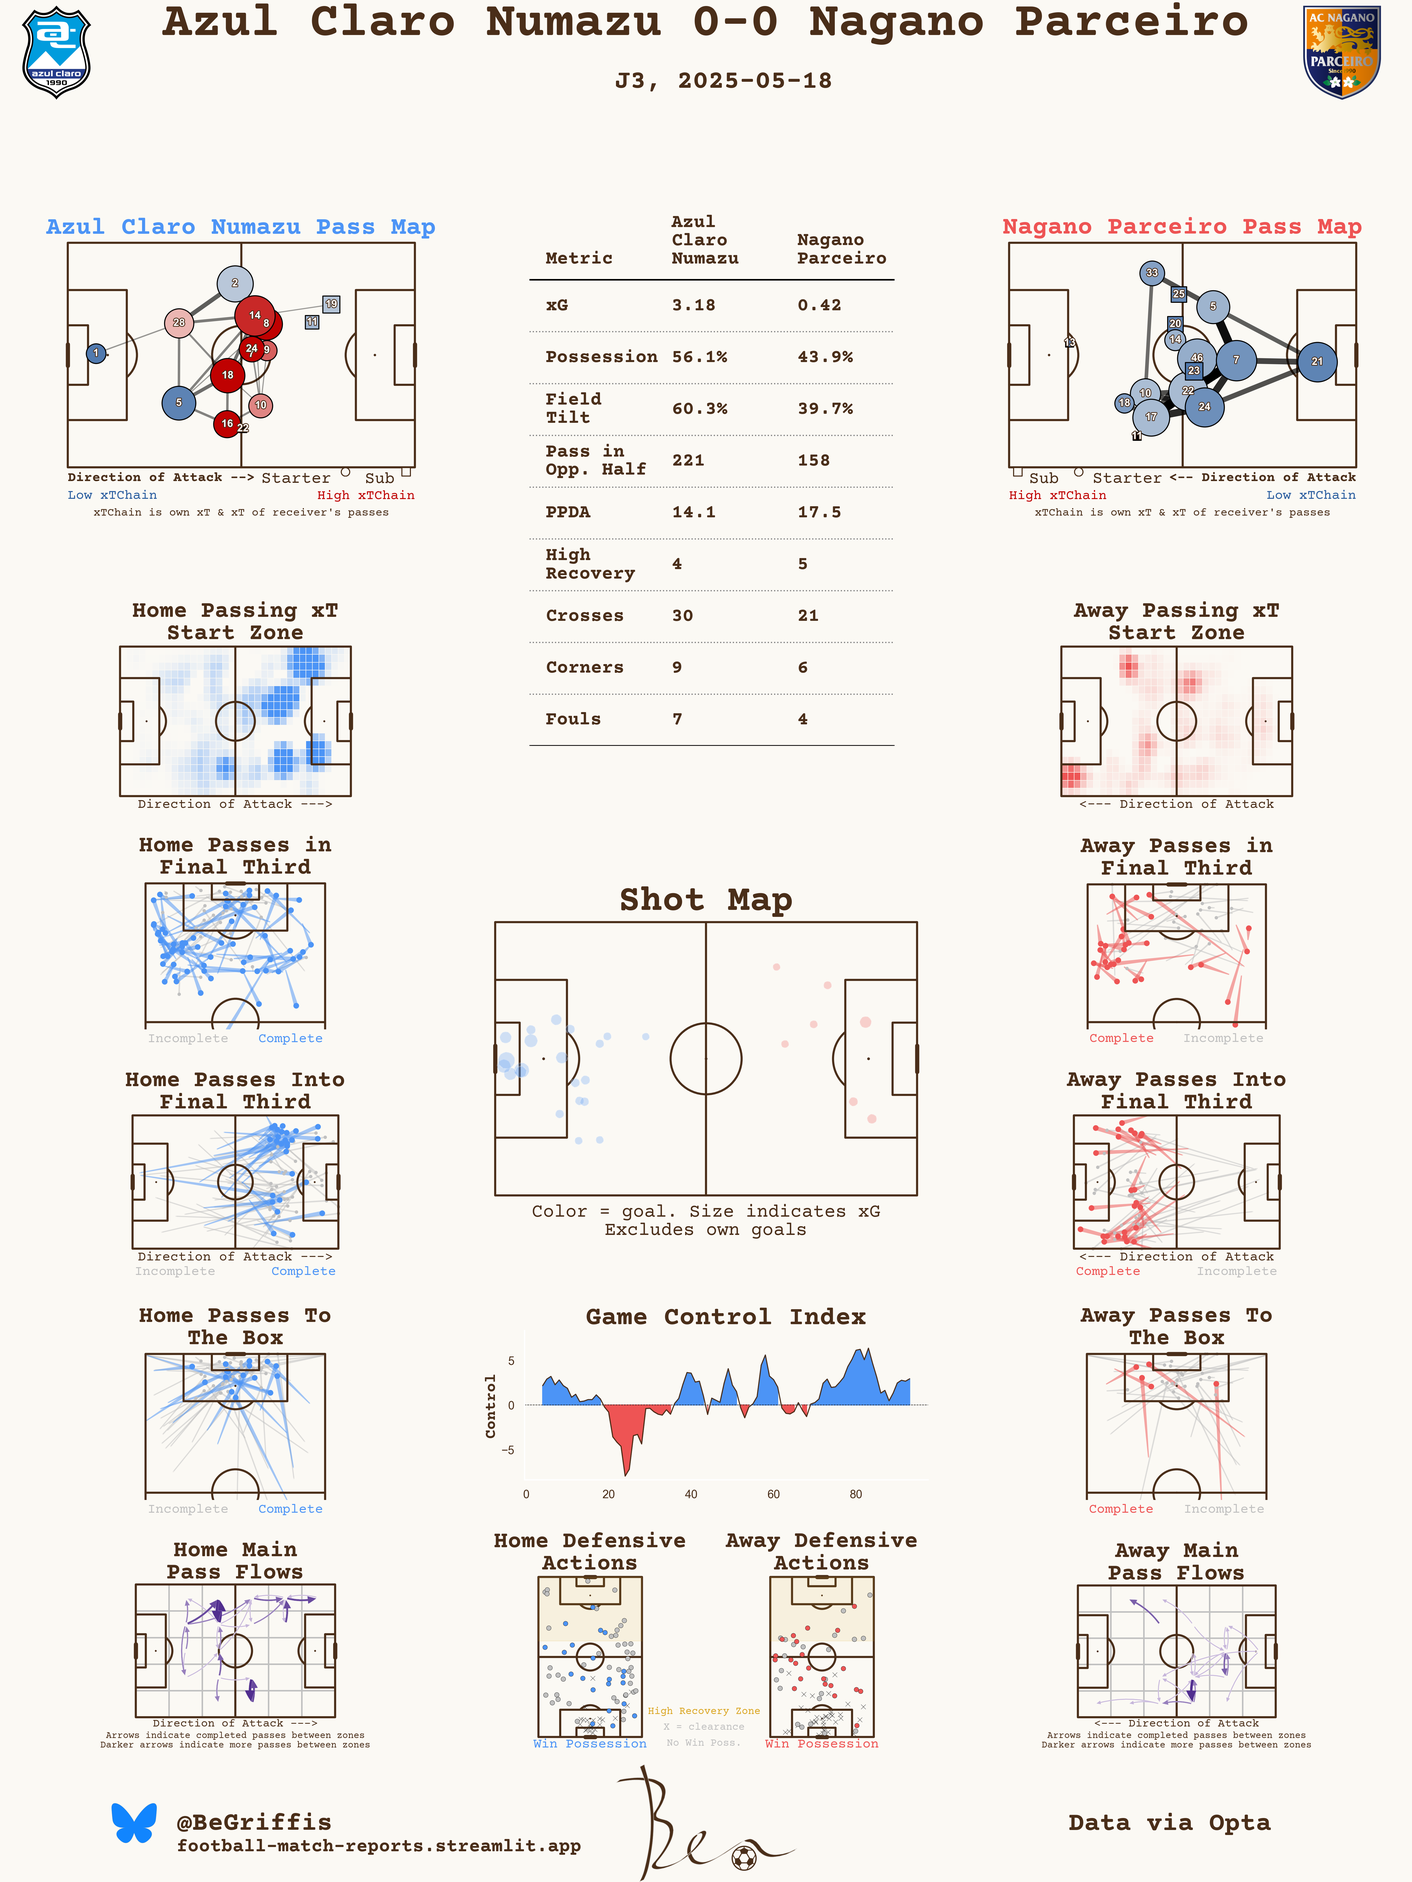 Azul Claro Numazu 0-0 Nagano Parceiro
J3, 2025-05-18
azul claro
1990
AC NAGANO
PARCEIRO
Azul Claro Numazu Pass Map
2
19
14
8
11
28
24
9
1
18
5
10
16
22
Direction of Attack --> Starter Sub
Low xTChain High xTChain
xTChain is own xT & xT of receiver's passes
Metric Azul Claro Numazu Nagano Parceiro
xG 3.18 0.42
Possession 56.1% 43.9%
Field Tilt 60.3% 39.7%
Pass in Opp. Half 221 158
PPDA 14.1 17.5
High Recovery 4 5
Crosses 30 21
Corners 9 6
Fouls 7 4
Nagano Parceiro Pass Map
33
25
5
20
14
13
46
7
21
23
10
22
18
24
17
11
Sub Starter <-- Direction of Attack
High xTChain Low xTChain
xTChain is own xT & xT of receiver's passes
Home Passing xT
Start Zone
Direction of Attack --->
Away Passing xT
Start Zone
<--- Direction of Attack
Home Passes in
Final Third
Incomplete Complete
Away Passes in
Final Third
Complete Incomplete
Shot Map
Color = goal. Size indicates xG
Excludes own goals
Home Passes Into
Final Third
Direction of Attack --->
Incomplete Complete
Away Passes Into
Final Third
<--- Direction of Attack
Complete Incomplete
Home Passes To
The Box
Incomplete Complete
Game Control Index
Control
5
0
−5
0 20 40 60 80
Away Passes To
The Box
Complete Incomplete
Home Main
Pass Flows
Direction of Attack --->
Arrows indicate completed passes between zones
Darker arrows indicate more passes between zones
Home Defensive
Actions
Win Possession
High Recovery Zone
X = clearance
No Win Poss.
Away Defensive
Actions
Win Possession
Away Main
Pass Flows
<--- Direction of Attack
Arrows indicate completed passes between zones
Darker arrows indicate more passes between zones
@BeGriffis
football-match-reports.streamlit.app
Ben
Data via Opta